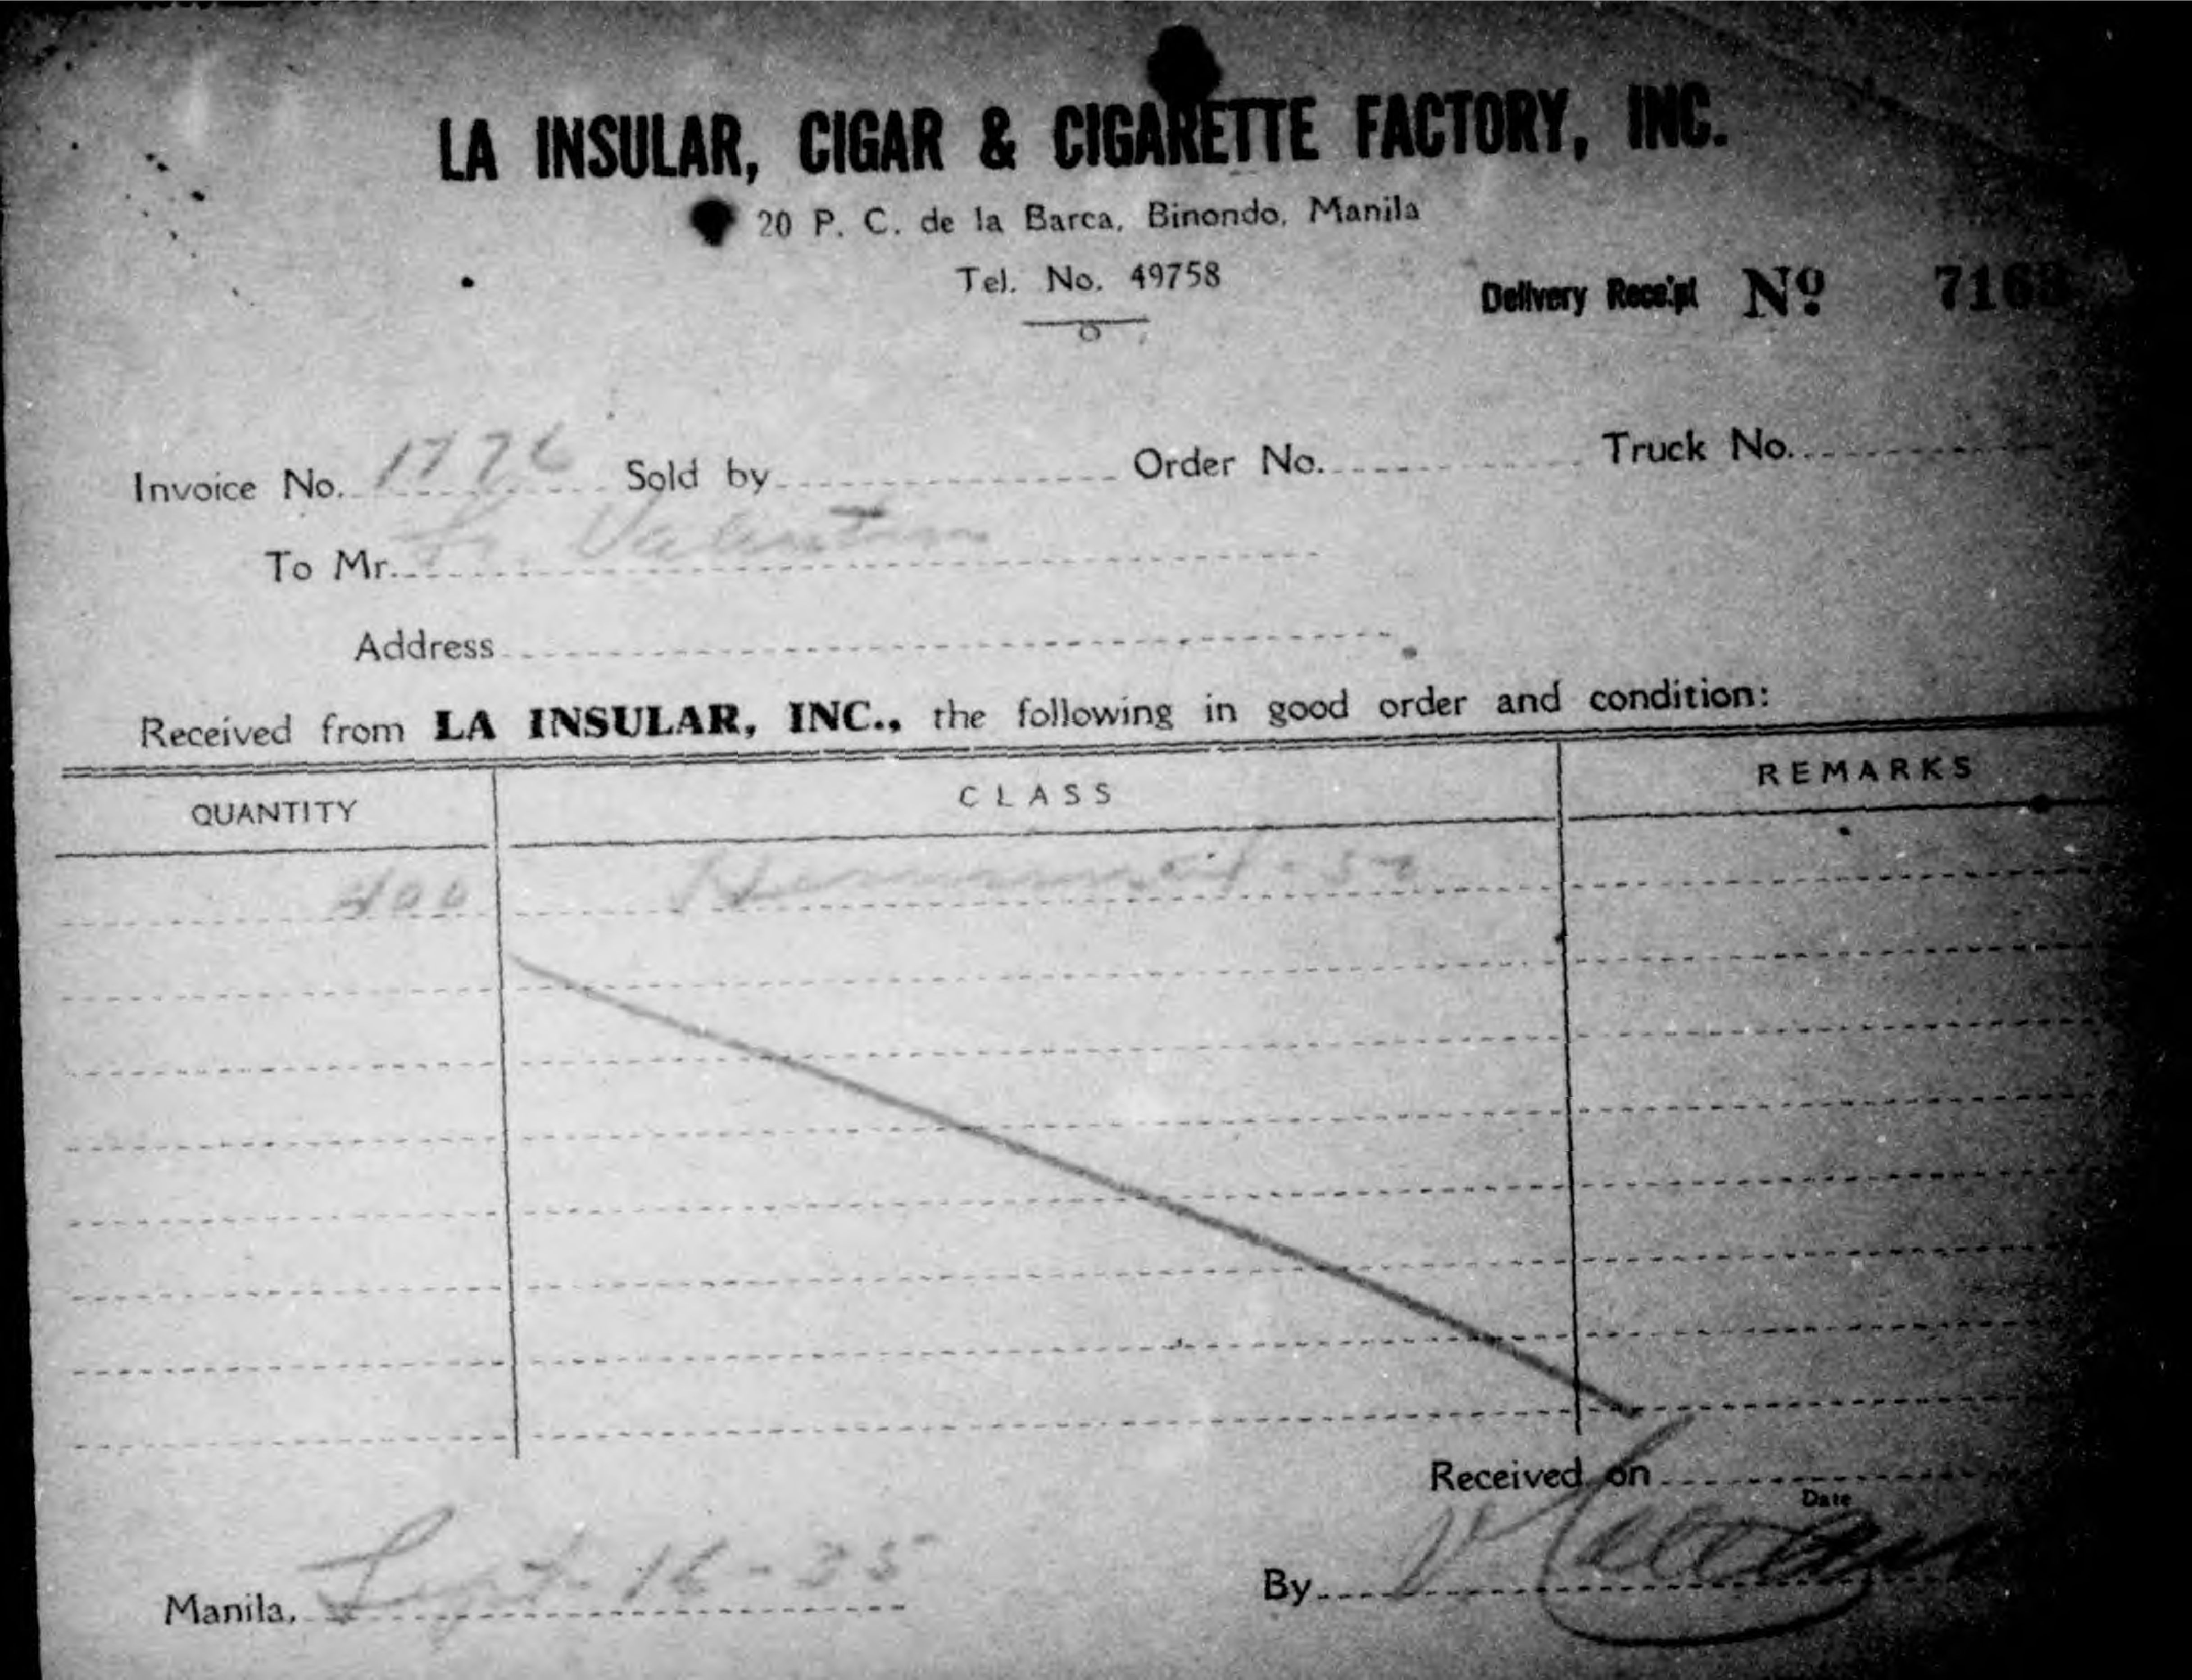 LA INSULAR, CIGAR & CIGARETTE FACTORY, INC.
20 P. C. de la Barca, Binondo, Manila
Tel. No. 49758
Delivery Receipt Nº 7163
Invoice No. 1776 Sold by Order No. Truck No.
To Mr. Valentin
Address
Received from LA INSULAR, INC., the following in good order and condition:
QUANTITY CLASS REMARKS
400
Received on
Date
Manila, Sept. 16-35
By